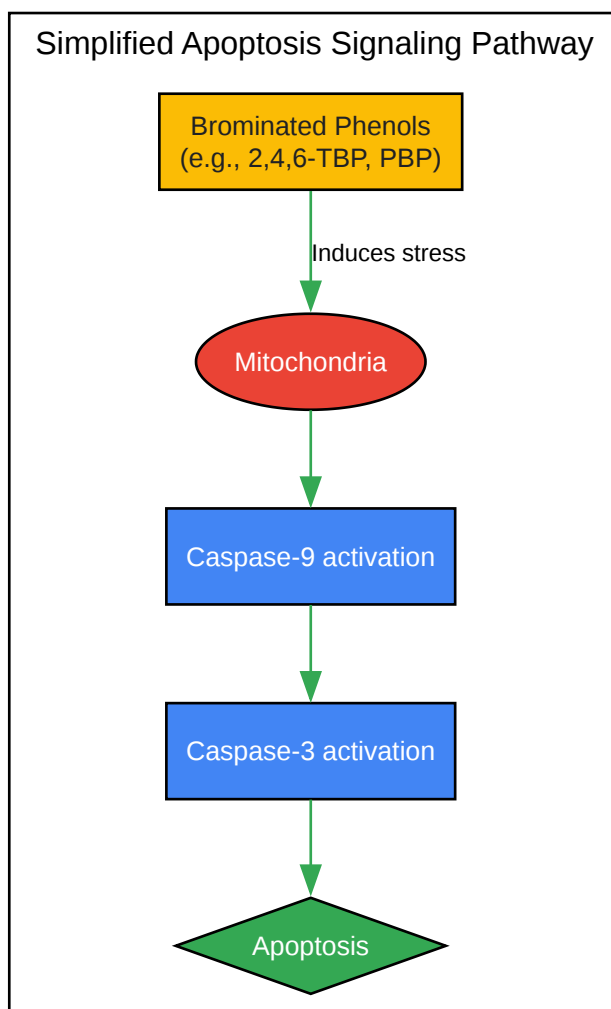 Simplified Apoptosis Signaling Pathway
Brominated Phenols
(e.g., 2,4,6-TBP, PBP)
Induces stress
Mitochondria
Caspase-9 activation
Caspase-3 activation
Apoptosis